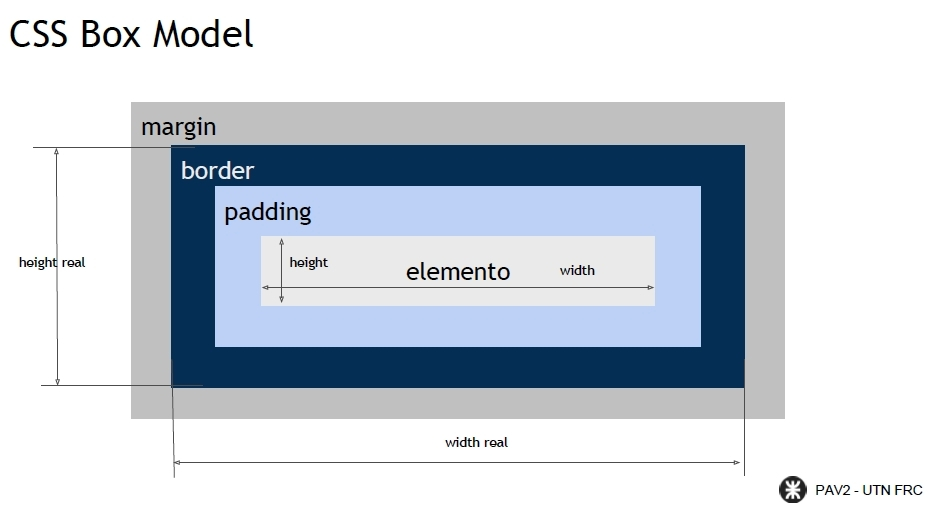 CSS Box Model
margin
border
padding
height real
height
elemento
width
width real
PAV2 - UTN FRC